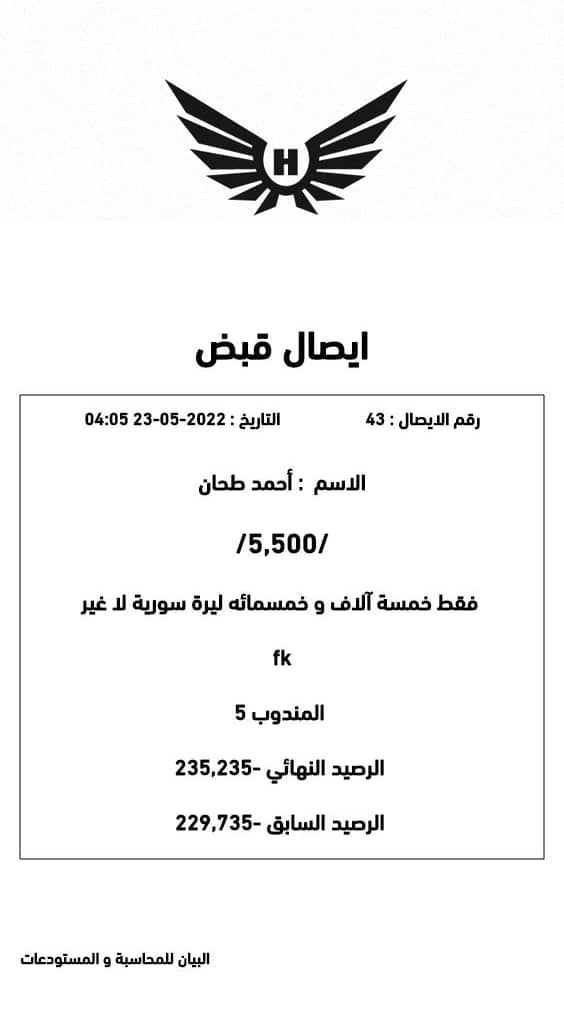 H
ايصال قبض
رقم الايصال : 43 التاريخ : 2022-05-23 04:05
الاسم : أحمد طحان
/5,500/
فقط خمسة آلاف و خمسمائه ليرة سورية لا غير
fk
المندوب 5
الرصيد النهائي -235,235
الرصيد السابق -229,735
البيان للمحاسبة و المستودعات